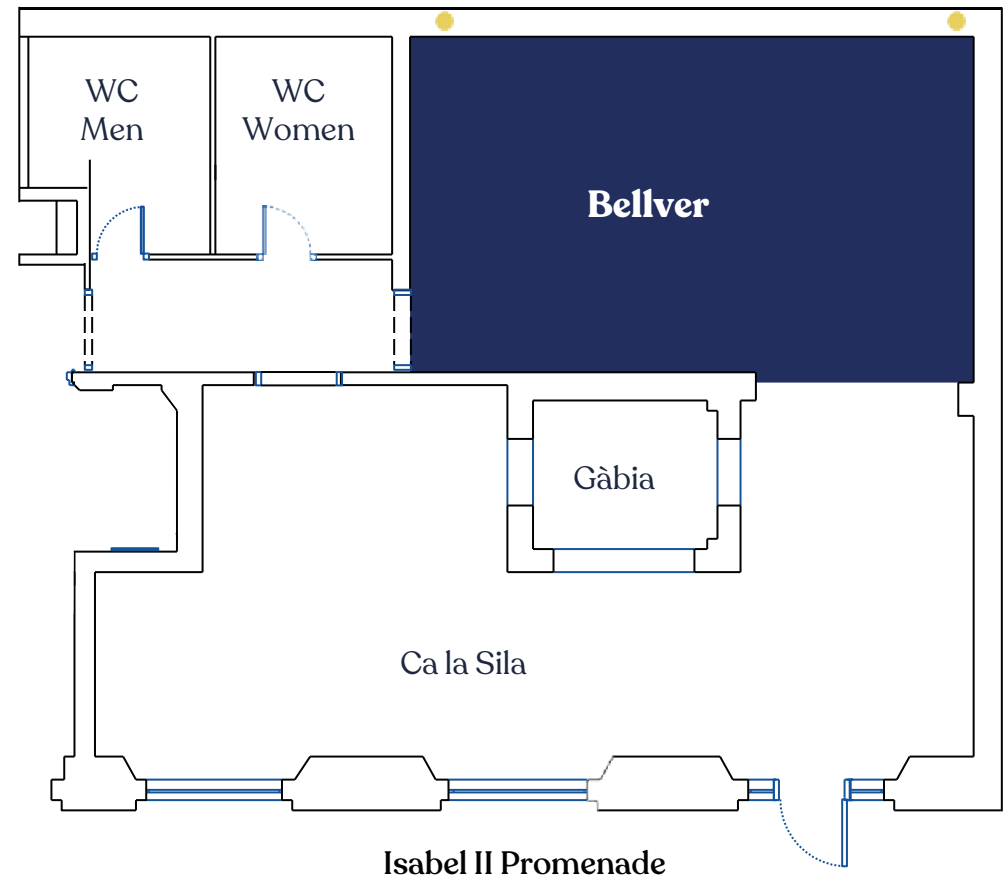 WC
Men
WC
Women
Bellver
Gàbia
Ca la Sila
Isabel II Promenade